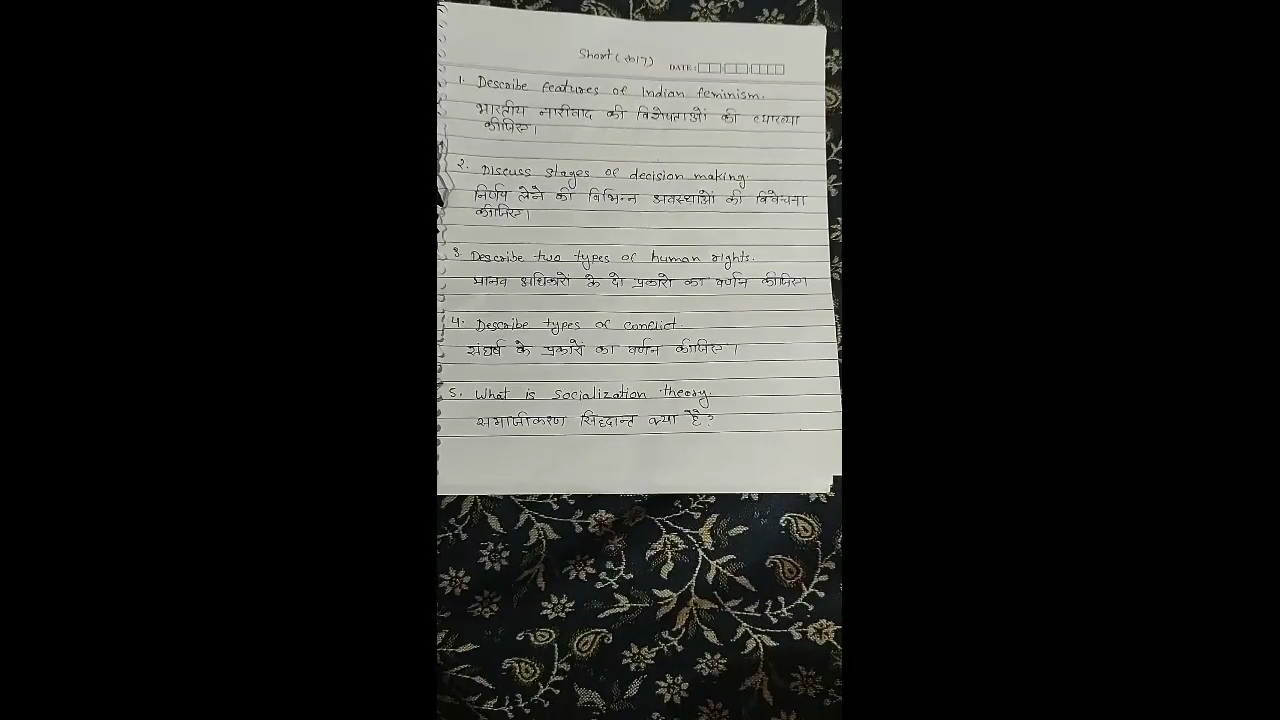 Short (2017)
DATE:
1. Describe features of Indian feminism.
भारतीय नारीवाद की विशेषताओं की व्याख्या
कीजिए।
2. Discuss stages of decision making.
निर्णय लेने की विभिन्न अवस्थाओं की विवेचना
कीजिए।
3 Describe two types of human rights.
मानव अधिकारों के दो प्रकारो का वर्णन कीजिए।
4. Describe types of conflict.
संघर्ष के प्रकारों का वर्णन कीजिए।
5. What is socialization theory.
समाजीकरण सिद्दान्त क्या है?